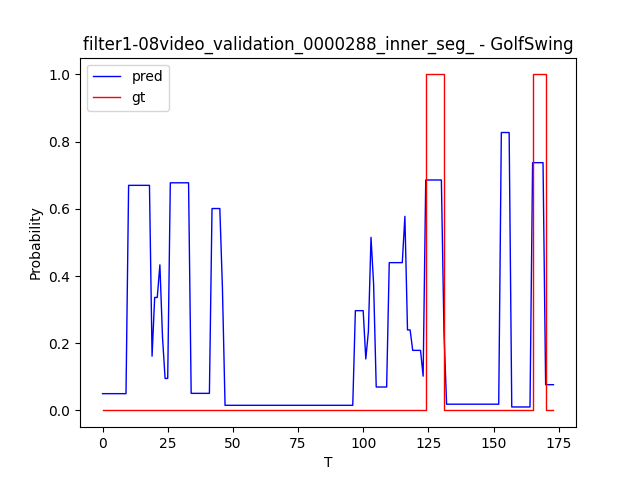 filter1-08video_validation_0000288_inner_seg_ - GolfSwing
pred
gt
1.0
0.8
0.6
0.4
0.2
0.0
Probability
0 25 50 75 100 125 150 175
T